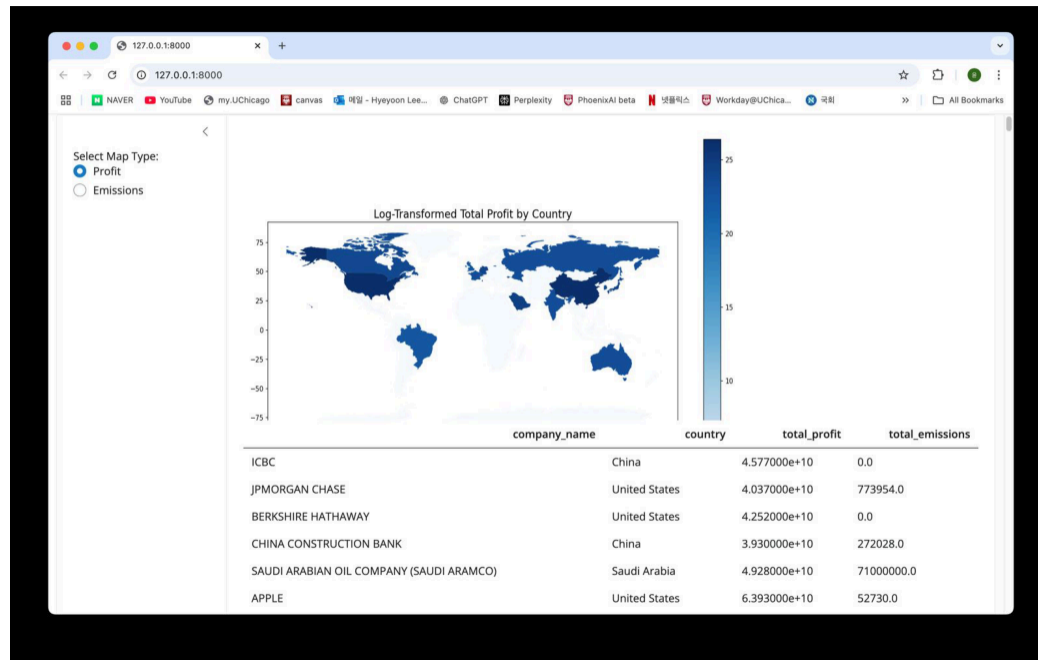 127.0.0.1:8000
127.0.0.1:8000
NAVER YouTube my.UChicago canvas 메일 - Hyeyoon Lee... ChatGPT Perplexity PhoenixAI beta 넷플릭스 Workday@UChica... 국회 » All Bookmarks
Select Map Type:
Profit
Emissions
Log-Transformed Total Profit by Country
75
50
25
0
−25
−50
−75
25
20
15
10
company_name country total_profit total_emissions
ICBC China 4.577000e+10 0.0
JPMORGAN CHASE United States 4.037000e+10 773954.0
BERKSHIRE HATHAWAY United States 4.252000e+10 0.0
CHINA CONSTRUCTION BANK China 3.930000e+10 272028.0
SAUDI ARABIAN OIL COMPANY (SAUDI ARAMCO) Saudi Arabia 4.928000e+10 71000000.0
APPLE United States 6.393000e+10 52730.0